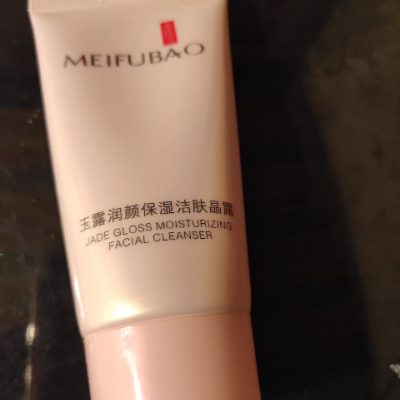 MEIFUBAO
玉露润颜保湿洁肤晶露
JADE GLOSS MOISTURIZING
FACIAL CLEANSER